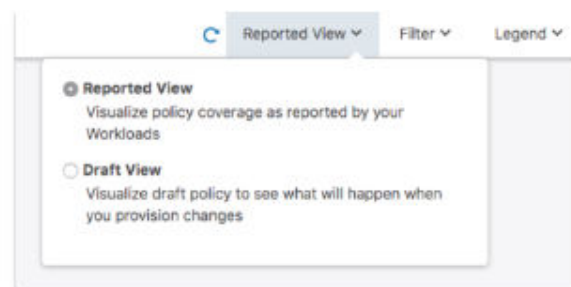 Reported View Filter Legend
Reported View
Visualize policy coverage as reported by your
Workloads
Draft View
Visualize draft policy to see what will happen when
you provision changes